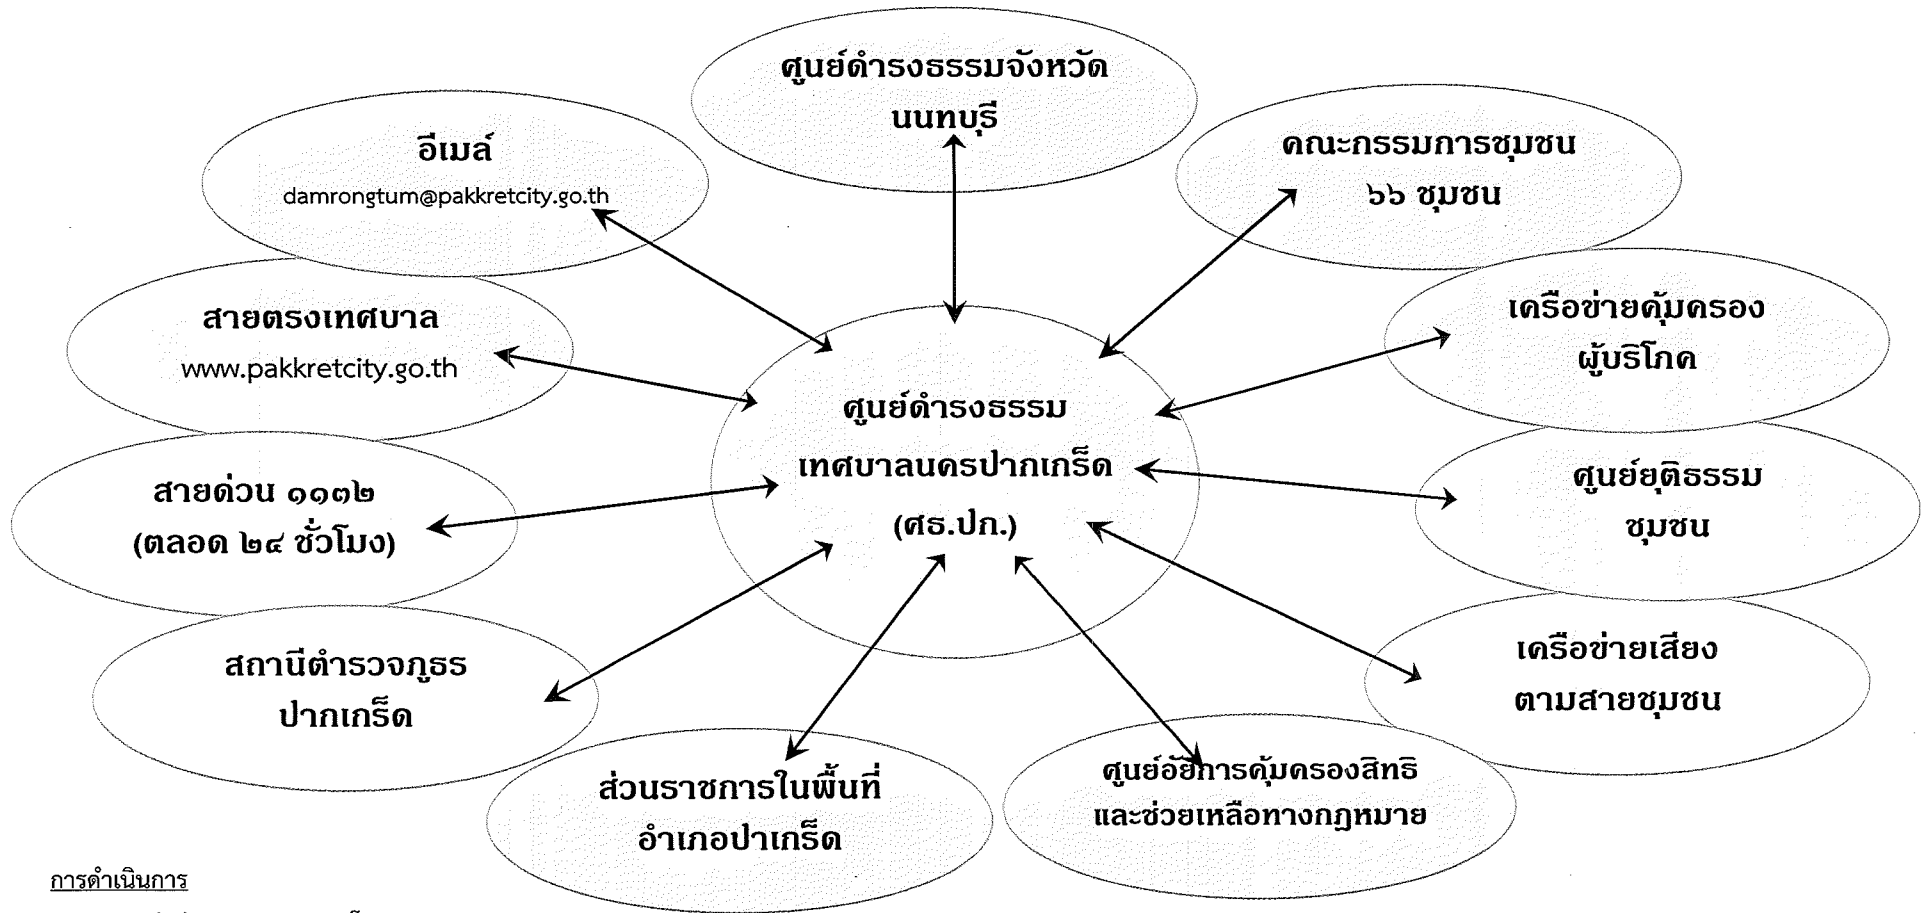 ศูนย์ดำรงธรรมจังหวัด
นนทบุรี
อีเมล์
damrongtum@pakkretcity.go.th
คณะกรรมการชุมชน
๖๖ ชุมชน
สายตรงเทศบาล
www.pakkretcity.go.th
เครือข่ายคุ้มครอง
ผู้บริโภค
ศูนย์ดำรงธรรม
เทศบาลนครปากเกร็ด
(ศธ.ปก.)
สายด่วน ๑๑๓๒
(ตลอด ๒๔ ชั่วโมง)
ศูนย์ยุติธรรม
ชุมชน
สถานีตำรวจภูธร
ปากเกร็ด
เครือข่ายเสียง
ตามสายชุมชน
ส่วนราชการในพื้นที่
อำเภอปาเกร็ด
ศูนย์อัยการคุ้มครองสิทธิ
และช่วยเหลือทางกฎหมาย
การดำเนินการ